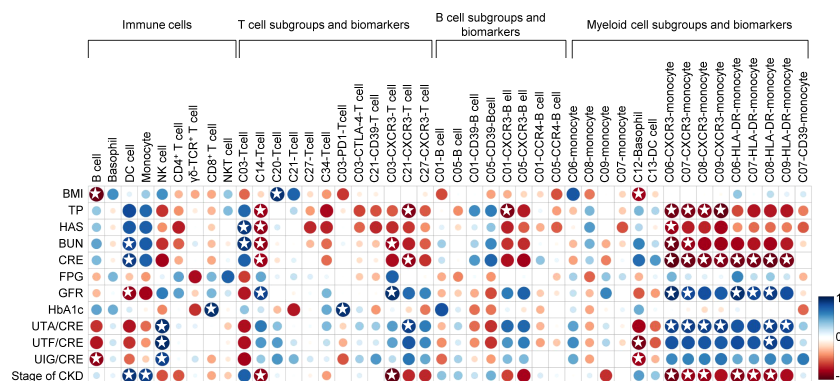 Immune cells
T cell subgroups and biomarkers
B cell subgroups and
biomarkers
Myeloid cell subgroups and biomarkers
B cell
Basophil
DC cell
Monocyte
NK cell
CD4⁺ T cell
γδ-TCR⁺ T cell
CD8⁺ T cell
NKT cell
C03-Tcell
C14-Tcell
C20-Tcell
C21-Tcell
C27-Tcell
C34-Tcell
C03-PD1-Tcell
C03-CTLA-4-T cell
C21-CD39-T cell
C03-CXCR3-T cell
C21-CXCR3-T cell
C27-CXCR3-T cell
C01-B cell
C05-B cell
C01-CD39-B cell
C05-CD39-Bcell
C01-CXCR3-B ell
C05-CXCR3-B ell
C01-CCR4-B cell
C05-CCR4-B cell
C06-monocyte
C08-monocyte
C09-monocyte
C07-monocyte
C12-Basophil
C13-DC cell
C06-CXCR3-monocyte
C07-CXCR3-monocyte
C08-CXCR3-monocyte
C09-CXCR3-monocyte
C06-HLA-DR-monocyte
C07-HLA-DR-monocyte
C08-HLA-DR-monocyte
C09-HLA-DR-monocyte
C07-CD39-monocyte
BMI
TP
HAS
BUN
CRE
FPG
GFR
HbA1c
UTA/CRE
UTF/CRE
UIG/CRE
Stage of CKD
1
0